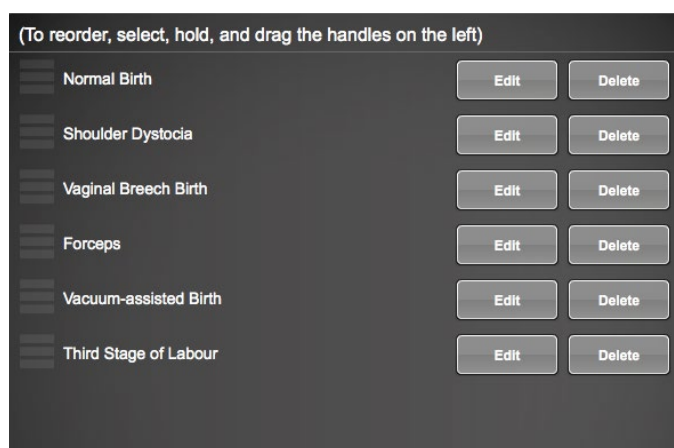 (To reorder, select, hold, and drag the handles on the left)
Normal Birth Edit Delete
Shoulder Dystocia Edit Delete
Vaginal Breech Birth Edit Delete
Forceps Edit Delete
Vacuum-assisted Birth Edit Delete
Third Stage of Labour Edit Delete